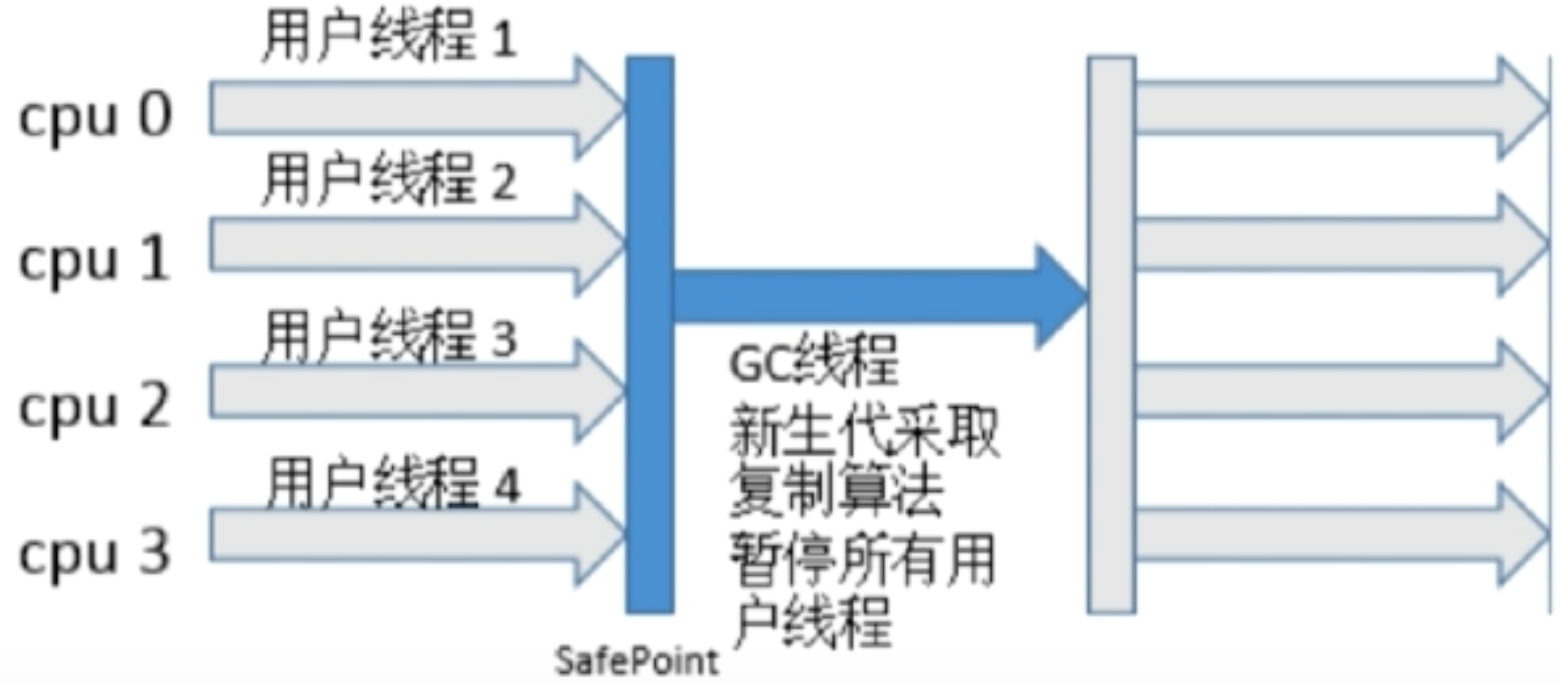 用户线程 1
cpu 0
用户线程 2
cpu 1
用户线程 3
cpu 2
用户线程 4
cpu 3
GC线程
新生代采取
复制算法
暂停所有用
户线程
SafePoint